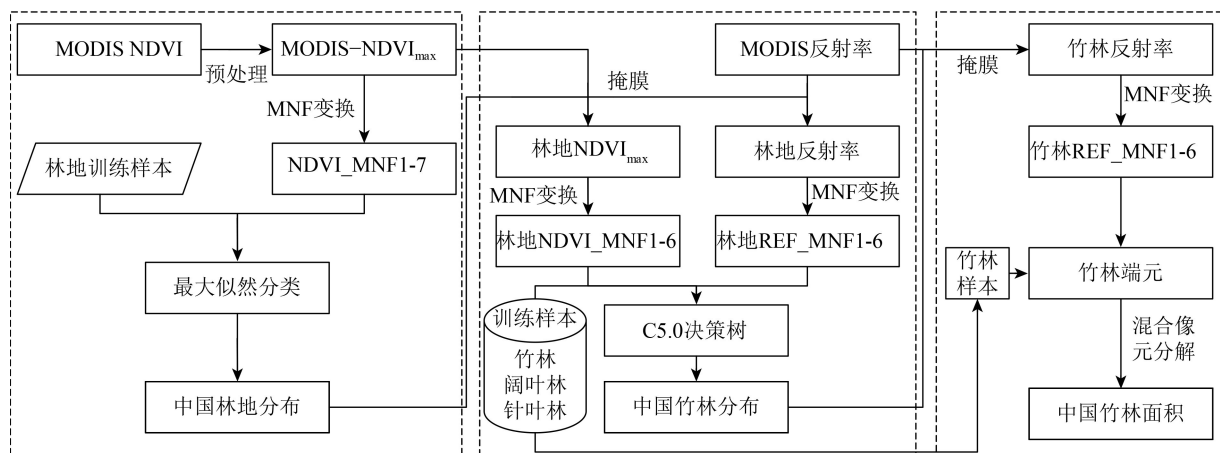 MODIS NDVI
预处理
MODIS−NDVImax
MNF变换
林地训练样本
NDVI_MNF1-7
最大似然分类
中国林地分布
MODIS反射率
掩膜
林地NDVImax
林地反射率
MNF变换
MNF变换
林地NDVI_MNF1-6
林地REF_MNF1-6
训练样本
竹林
阔叶林
针叶林
C5.0决策树
中国竹林分布
掩膜
竹林反射率
MNF变换
竹林REF_MNF1-6
竹林
样本
竹林端元
混合像
元分解
中国竹林面积